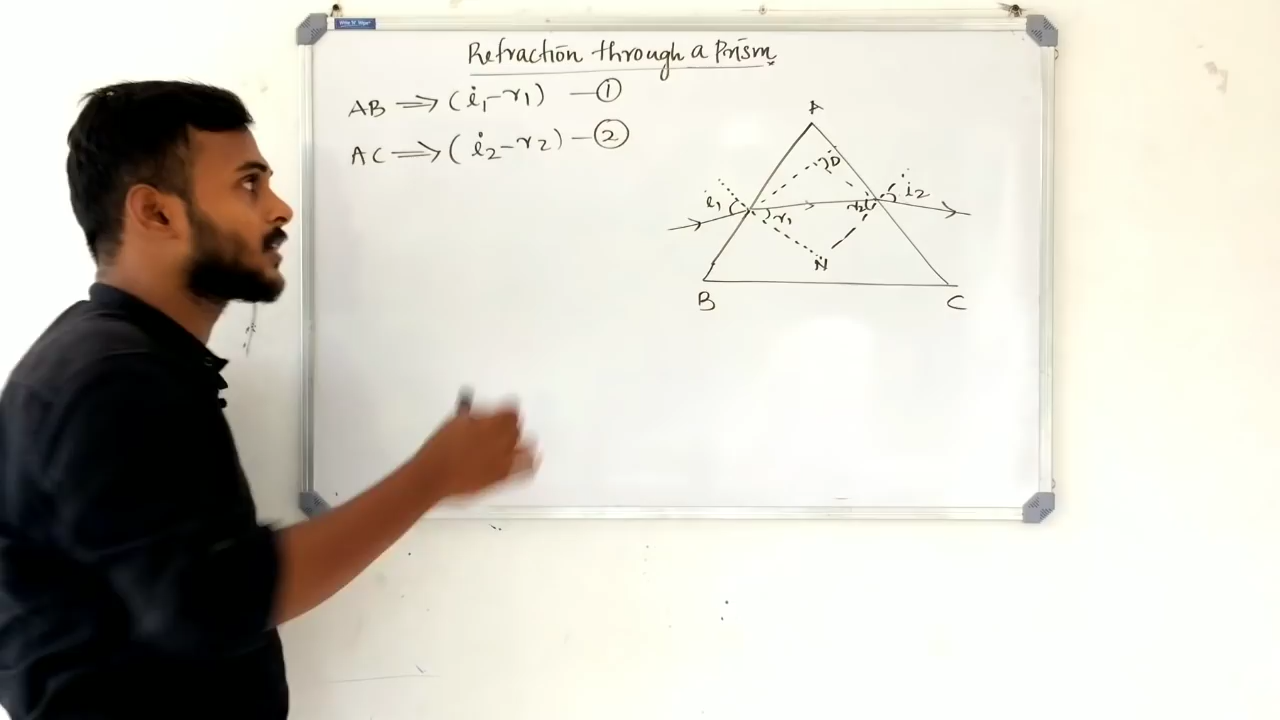 Refraction through a Prism
AB ⟹ (i₁-r₁) —①
AC ⟹ (i₂-r₂) —②
A
D
i₁
i₂
r₁
r₂
N
B
C